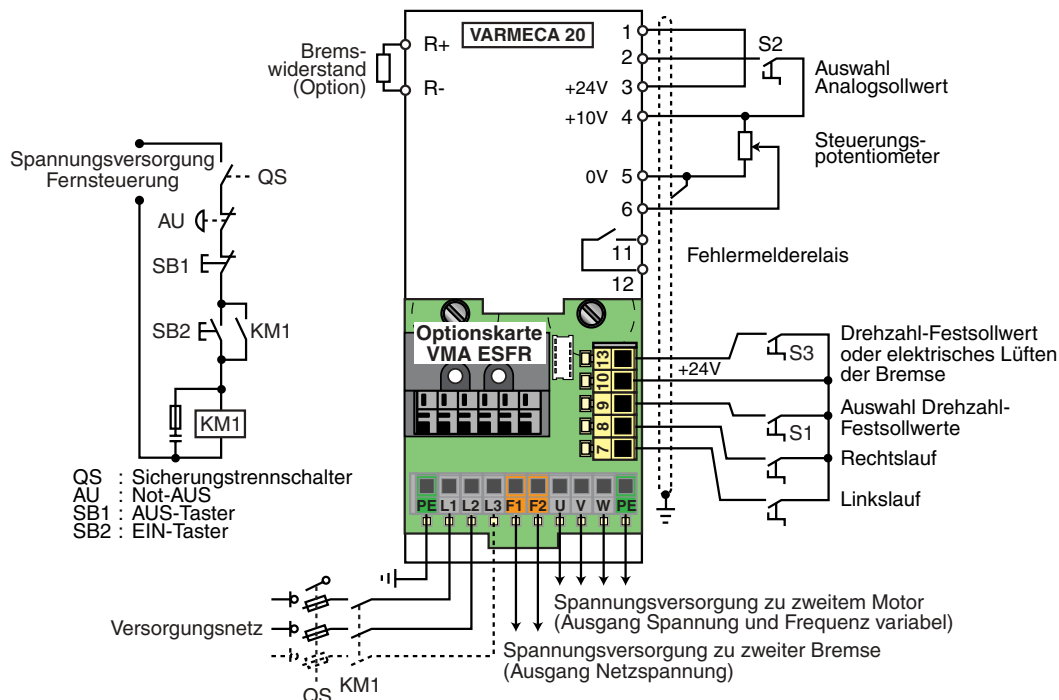 VARMECA 20
Brems-
widerstand
(Option)
R+
R-
1
2
+24V 3
+10V 4
0V 5
6
11
12
S2
Auswahl
Analogsollwert
Steuerungs-
potentiometer
Fehlermelderelais
Spannungsversorgung
Fernsteuerung
QS
AU
SB1
SB2
KM1
KM1
QS : Sicherungstrennschalter
AU : Not-AUS
SB1 : AUS-Taster
SB2 : EIN-Taster
Optionskarte
VMA ESFR
13
10
9
8
7
+24V
S3
Drehzahl-Festsollwert
oder elektrisches Lüften
der Bremse
S1
Auswahl Drehzahl-
Festsollwerte
Rechtslauf
Linkslauf
PE L1 L2 L3 F1 F2 U V W PE
Versorgungsnetz
QS
KM1
Spannungsversorgung zu zweitem Motor
(Ausgang Spannung und Frequenz variabel)
Spannungsversorgung zu zweiter Bremse
(Ausgang Netzspannung)